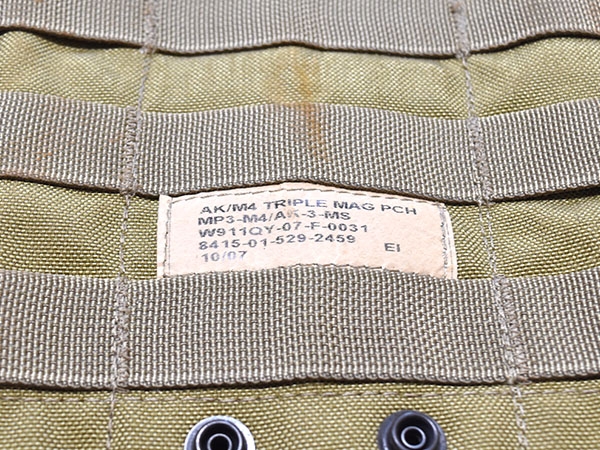 AK/M4 TRIPLE MAG PCH
MP3-M4/AK-3-MS
W911QY-07-F-0031
8415-01-529-2459 EI
10/07